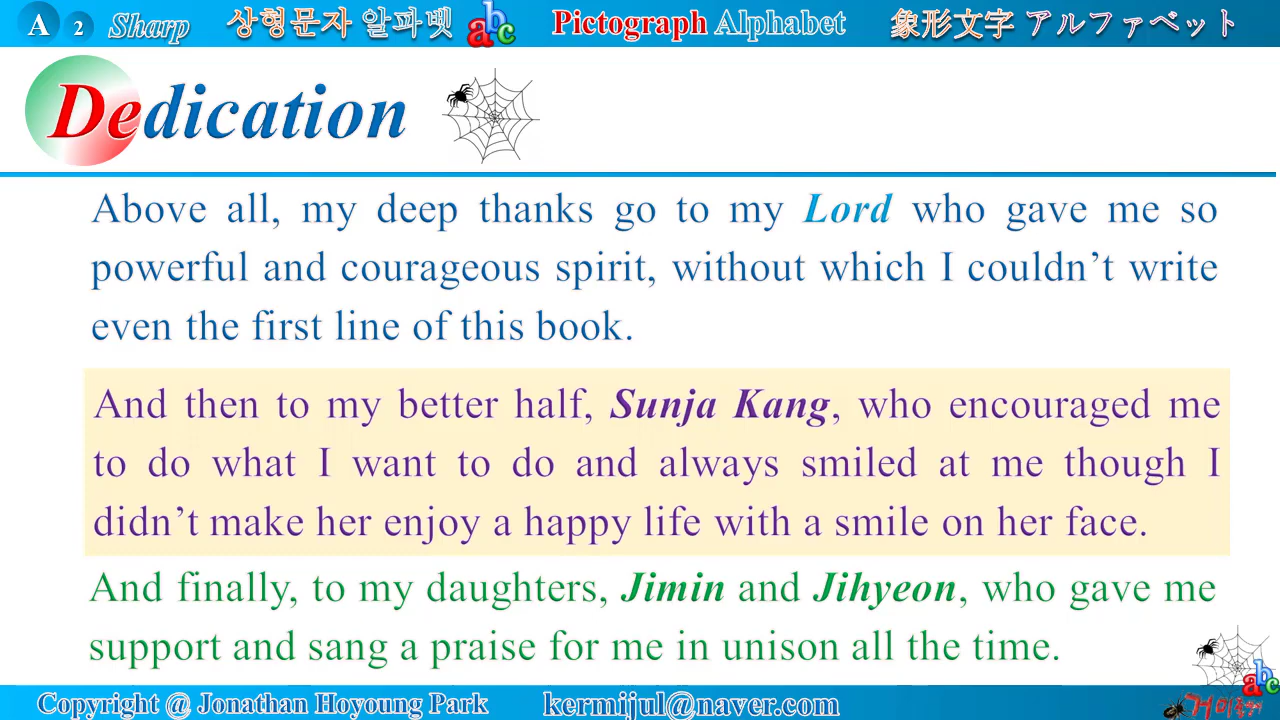 A 2 Sharp 상형문자 알파벳 abc Pictograph Alphabet 象形文字 アルファベット
Dedication
Above all, my deep thanks go to my Lord who gave me so
powerful and courageous spirit, without which I couldn't write
even the first line of this book.
And then to my better half, Sunja Kang, who encouraged me
to do what I want to do and always smiled at me though I
didn't make her enjoy a happy life with a smile on her face.
And finally, to my daughters, Jimin and Jihyeon, who gave me
support and sang a praise for me in unison all the time.
abc
Copyright @ Jonathan Hoyoung Park kermijul@naver.com